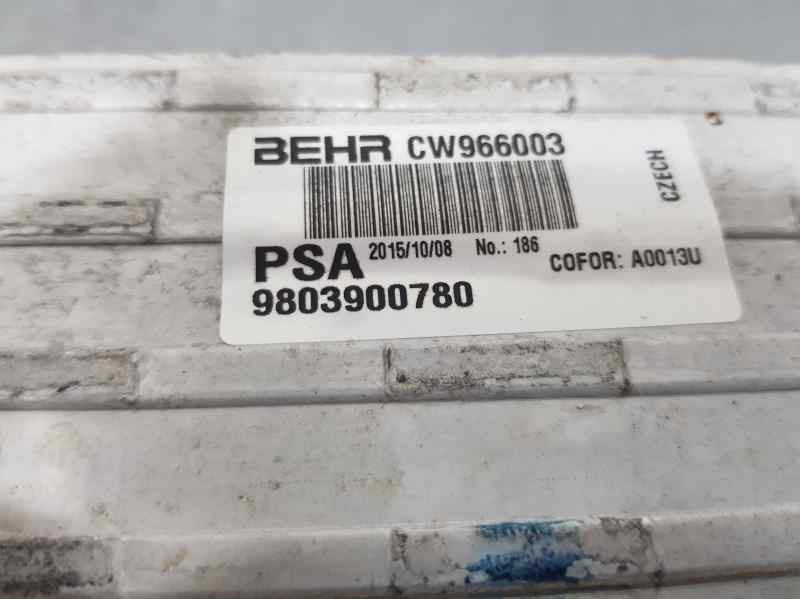 BEHR CW966003
CZECH
PSA 2015/10/08 No.: 186 COFOR: A0013U
9803900780